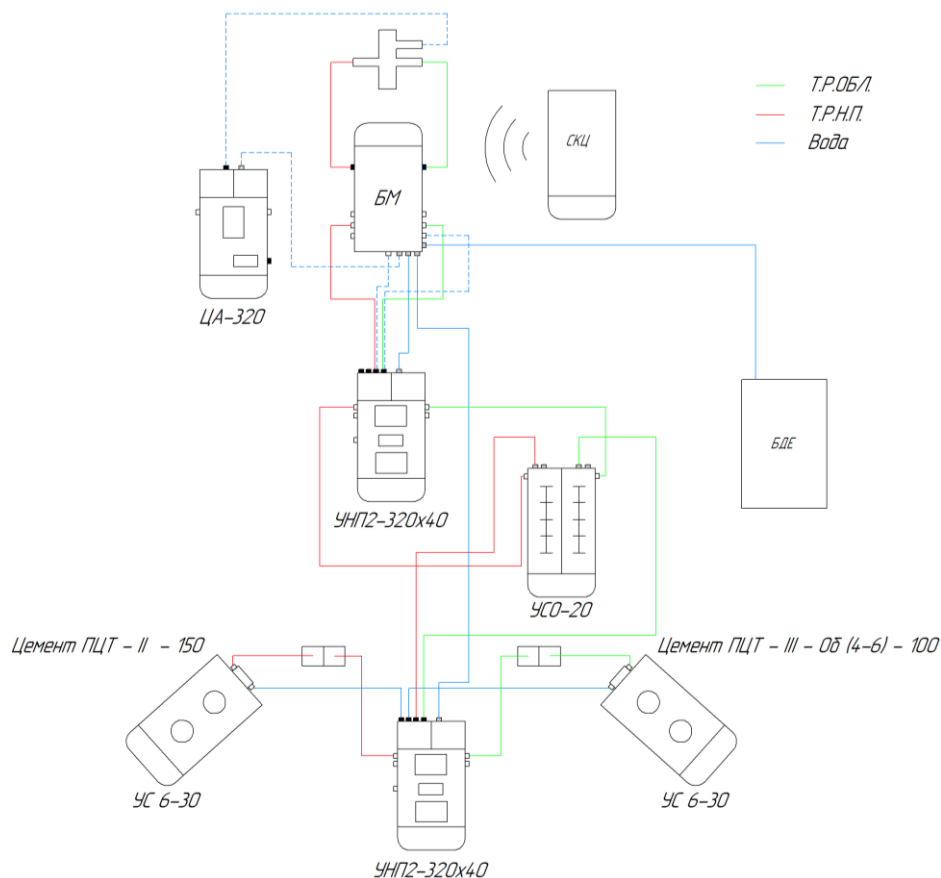 Т.Р.ОБЛ.
Т.Р.Н.П.
Вода
СКЦ
БМ
ЦА-320
БДЕ
УНП2-320х40
УСО-20
Цемент ПЦТ - II - 150
Цемент ПЦТ - III - Об (4-6) - 100
УС 6-30
УС 6-30
УНП2-320х40